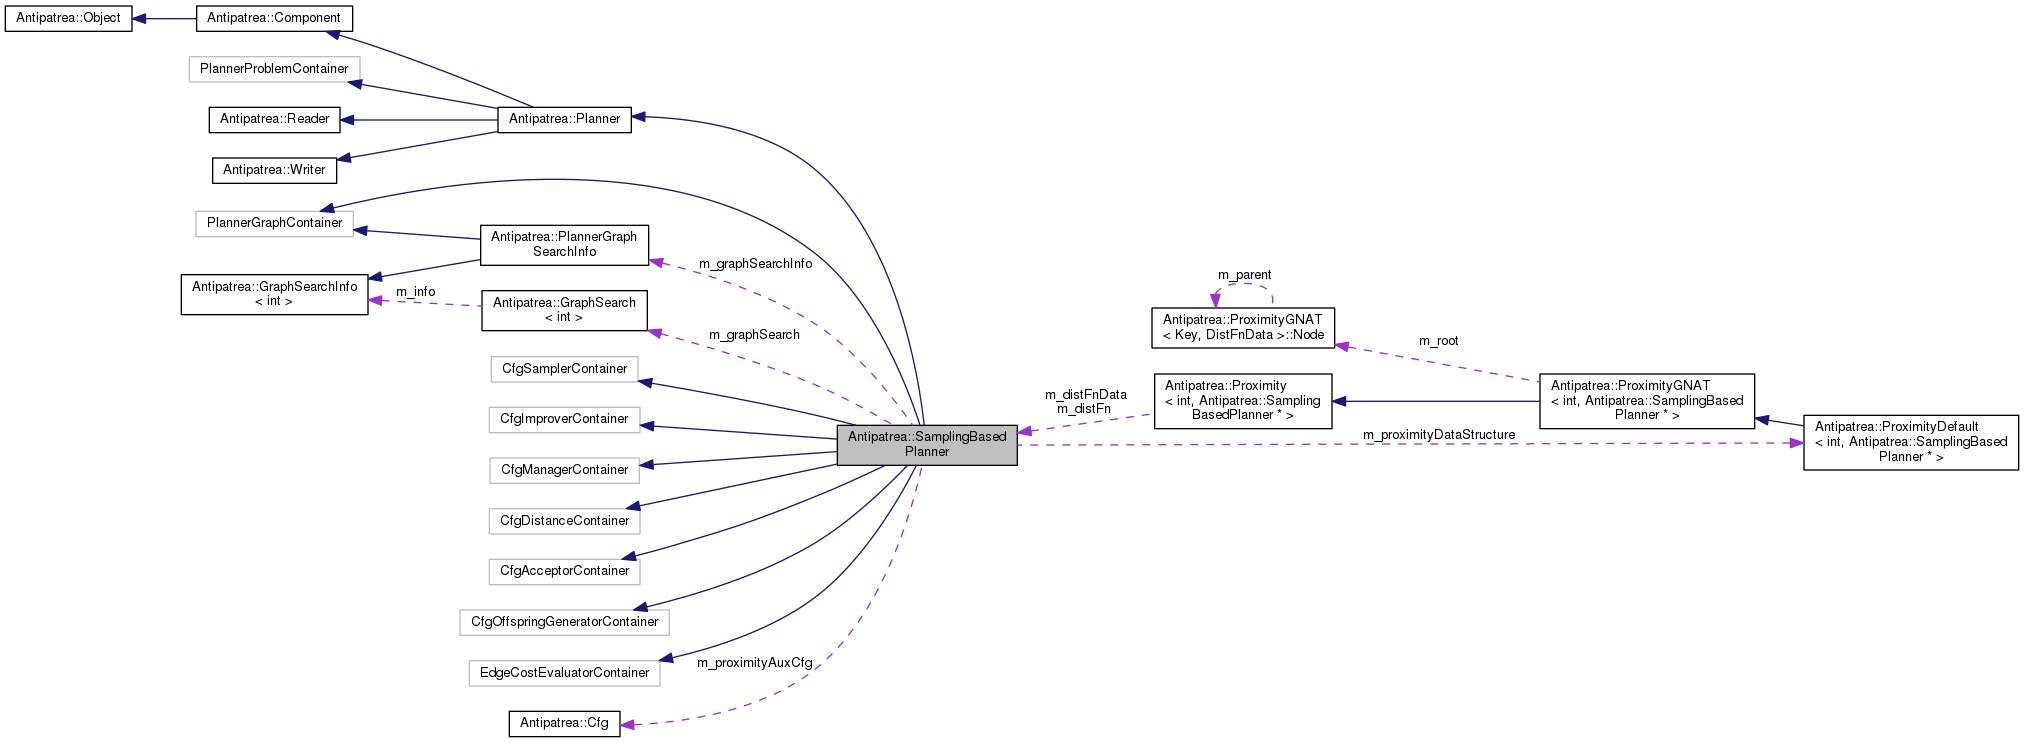 Antipatrea::Object
Antipatrea::Component
PlannerProblemContainer
Antipatrea::Reader
Antipatrea::Planner
Antipatrea::Writer
PlannerGraphContainer
Antipatrea::PlannerGraph
SearchInfo
m_graphSearchInfo
Antipatrea::GraphSearchInfo
< int >
m_info
Antipatrea::GraphSearch
< int >
m_graphSearch
CfgSamplerContainer
CfgImproverContainer
CfgManagerContainer
CfgDistanceContainer
CfgAcceptorContainer
CfgOffspringGeneratorContainer
EdgeCostEvaluatorContainer
m_proximityAuxCfg
Antipatrea::Cfg
Antipatrea::SamplingBased
Planner
m_distFnData
m_distFn
m_proximityDataStructure
m_parent
Antipatrea::ProximityGNAT
< Key, DistFnData >::Node
m_root
Antipatrea::Proximity
< int, Antipatrea::Sampling
BasedPlanner * >
Antipatrea::ProximityGNAT
< int, Antipatrea::SamplingBased
Planner * >
Antipatrea::ProximityDefault
< int, Antipatrea::SamplingBased
Planner * >